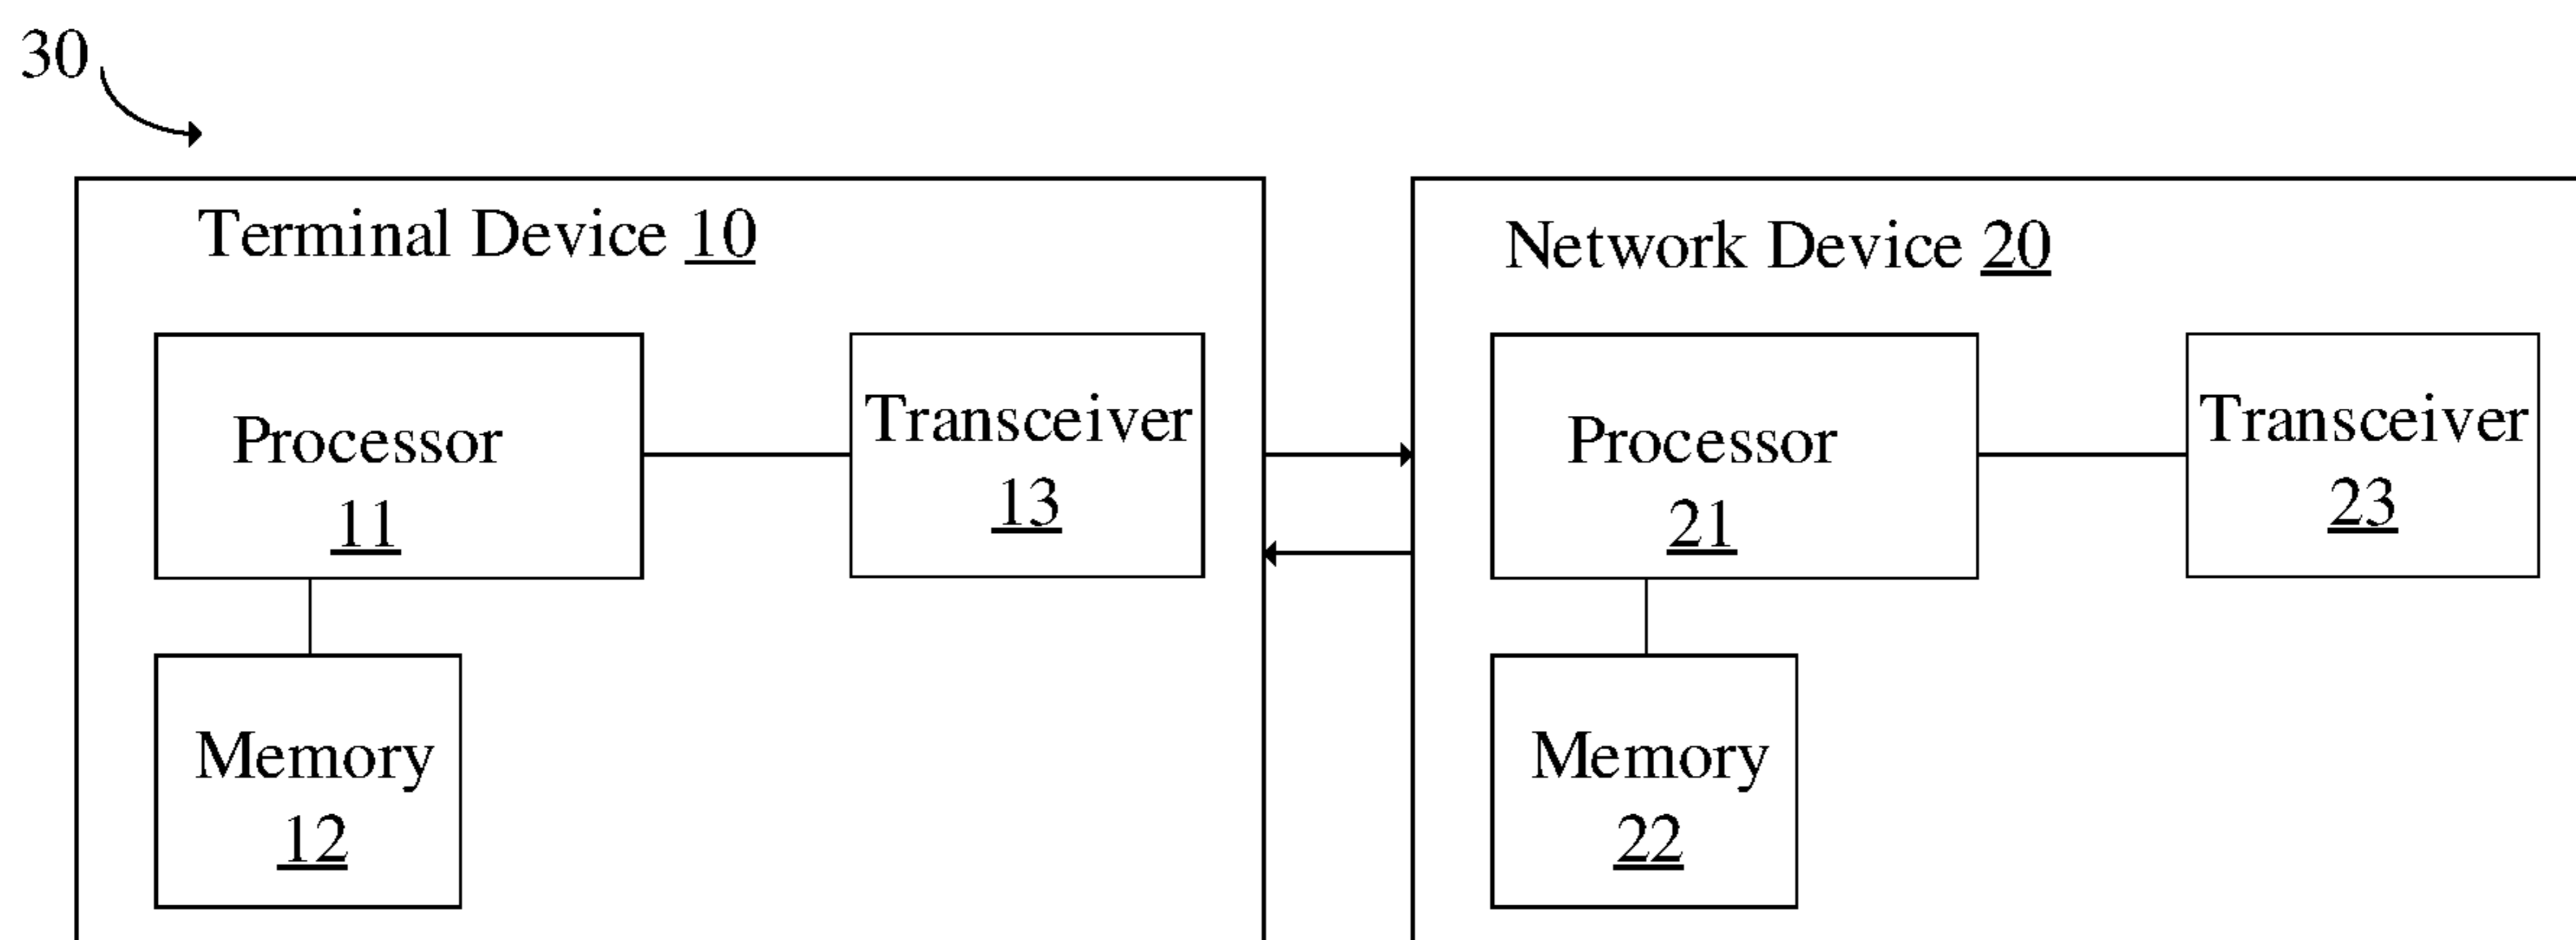 30
Terminal Device 10
Processor
11
Transceiver
13
Memory
12
Network Device 20
Processor
21
Transceiver
23
Memory
22